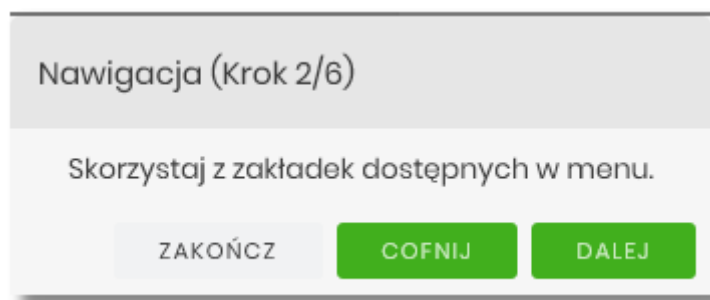 Nawigacja (Krok 2/6)
Skorzystaj z zakładek dostępnych w menu.
ZAKOŃCZ COFNIJ DALEJ